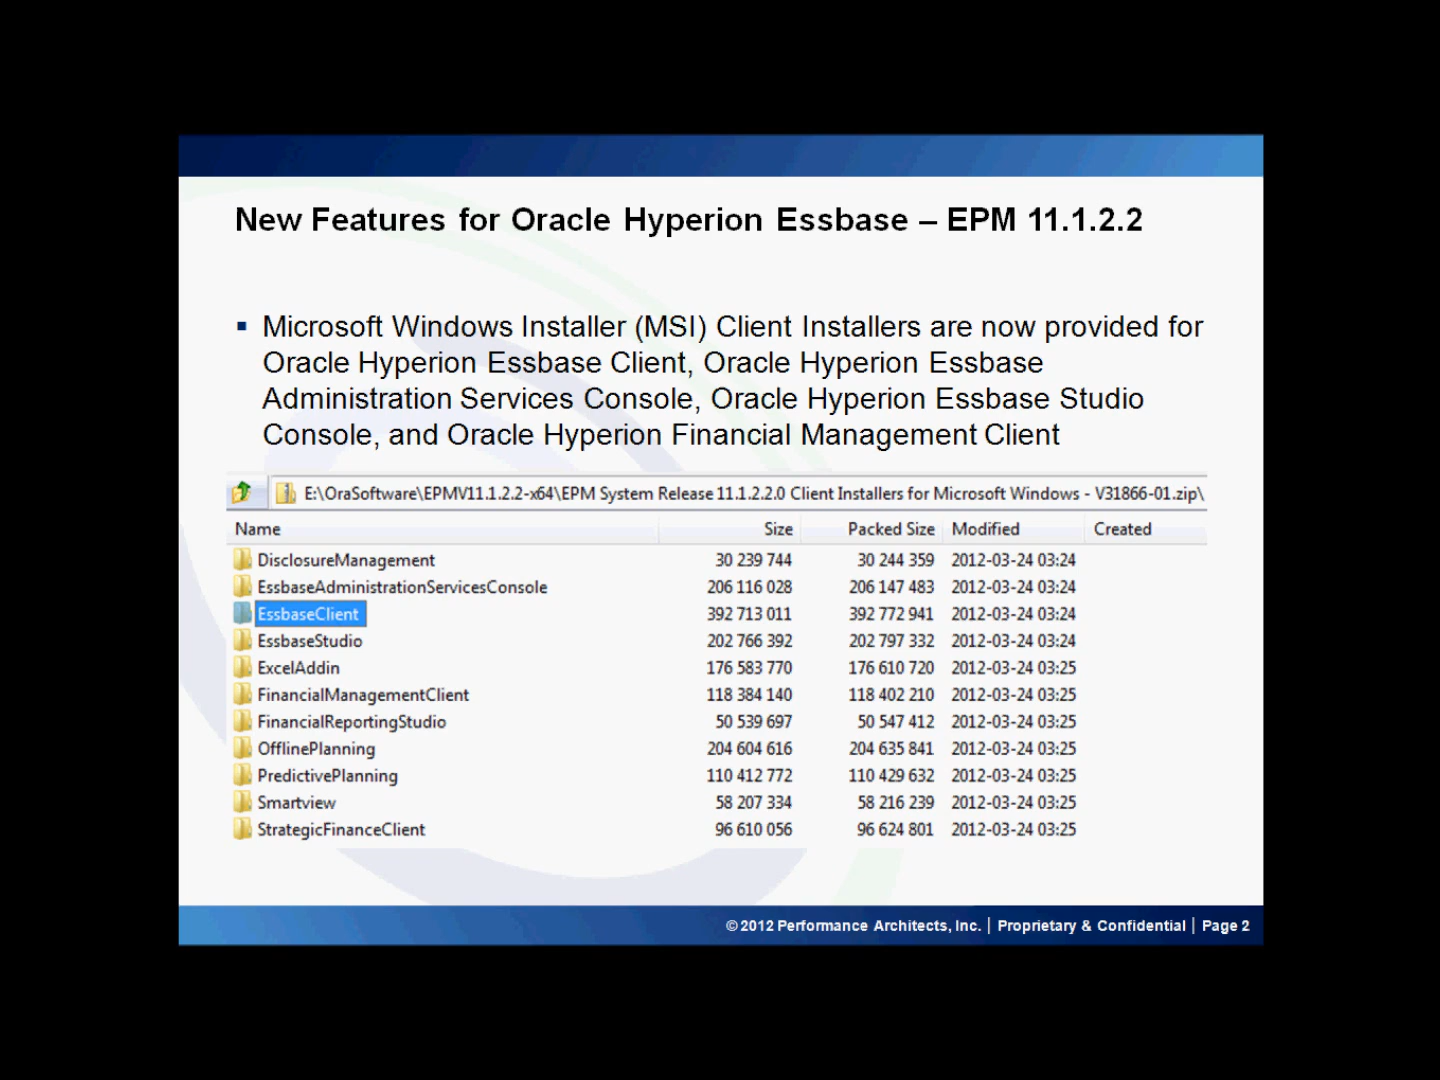 New Features for Oracle Hyperion Essbase – EPM 11.1.2.2
▪ Microsoft Windows Installer (MSI) Client Installers are now provided for
Oracle Hyperion Essbase Client, Oracle Hyperion Essbase
Administration Services Console, Oracle Hyperion Essbase Studio
Console, and Oracle Hyperion Financial Management Client
E:\OraSoftware\EPMV11.1.2.2-x64\EPM System Release 11.1.2.2.0 Client Installers for Microsoft Windows - V31866-01.zip\
Name Size Packed Size Modified Created
DisclosureManagement 30 239 744 30 244 359 2012-03-24 03:24
EssbaseAdministrationServicesConsole 206 116 028 206 147 483 2012-03-24 03:24
EssbaseClient 392 713 011 392 772 941 2012-03-24 03:24
EssbaseStudio 202 766 392 202 797 332 2012-03-24 03:24
ExcelAddin 176 583 770 176 610 720 2012-03-24 03:25
FinancialManagementClient 118 384 140 118 402 210 2012-03-24 03:25
FinancialReportingStudio 50 539 697 50 547 412 2012-03-24 03:25
OfflinePlanning 204 604 616 204 635 841 2012-03-24 03:25
PredictivePlanning 110 412 772 110 429 632 2012-03-24 03:25
Smartview 58 207 334 58 216 239 2012-03-24 03:25
StrategicFinanceClient 96 610 056 96 624 801 2012-03-24 03:25
© 2012 Performance Architects, Inc. | Proprietary & Confidential | Page 2